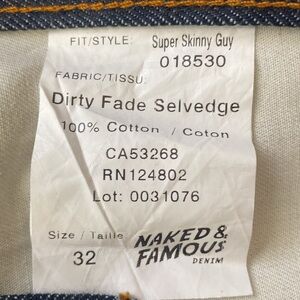 FIT/STYLE: Super Skinny Guy
018530
FABRIC/TISSU:
Dirty Fade Selvedge
100% Cotton / Coton
CA53268
RN124802
Lot: 0031076
Size / Taille
32
NAKED &
FAMOUS
DENIM